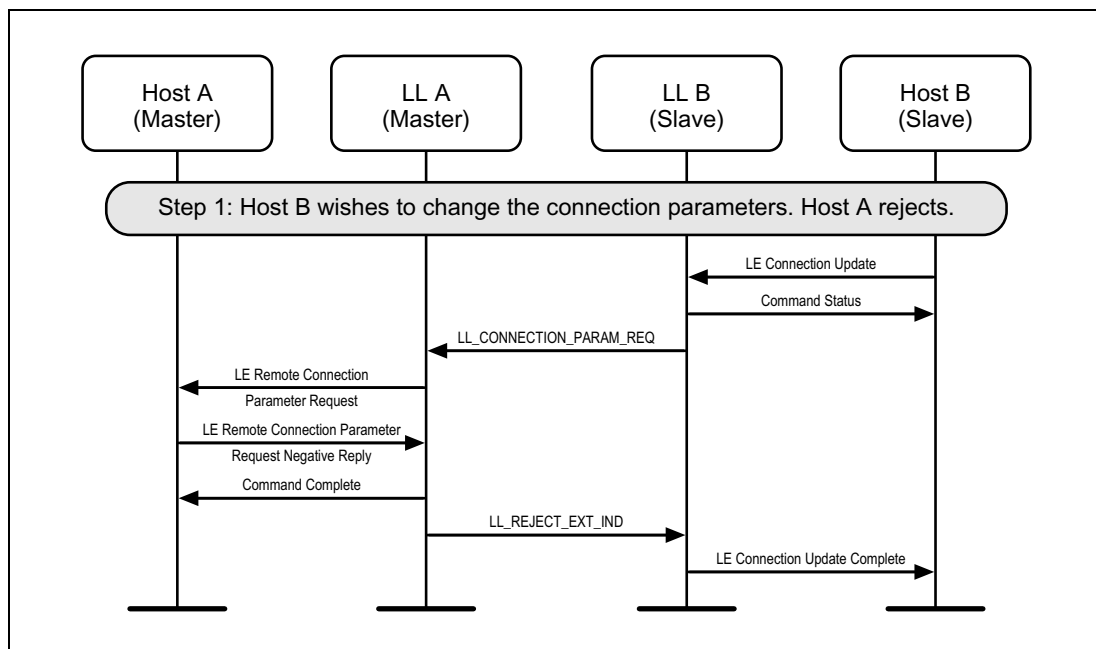 Host A
(Master)
LL A
(Master)
LL B
(Slave)
Host B
(Slave)
Step 1: Host B wishes to change the connection parameters. Host A rejects.
LE Connection Update
Command Status
LL_CONNECTION_PARAM_REQ
LE Remote Connection
Parameter Request
LE Remote Connection Parameter
Request Negative Reply
Command Complete
LL_REJECT_EXT_IND
LE Connection Update Complete